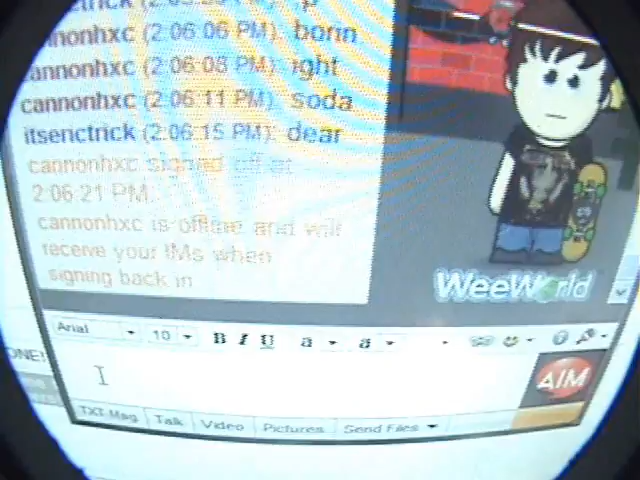 (2:06:06 PM): borin
cannonhxc (2:06:08 PM): ight
cannonhxc (2:06:11 PM): soda
itsenctrick (2:06:15 PM): dear
cannonhxc signed off at
2:06:21 PM.
cannonhxc is offline and will
receive your IMs when
signing back in
WeeWorld
Arial 10 B I U a a
ONE!
AIM
TXT Msg Talk Video Pictures Send Files